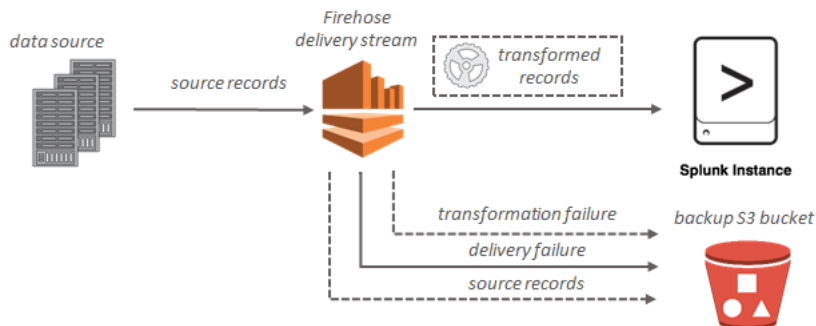 data source
source records
Firehose
delivery stream
transformed
records
>
Splunk Instance
transformation failure
delivery failure
source records
backup S3 bucket